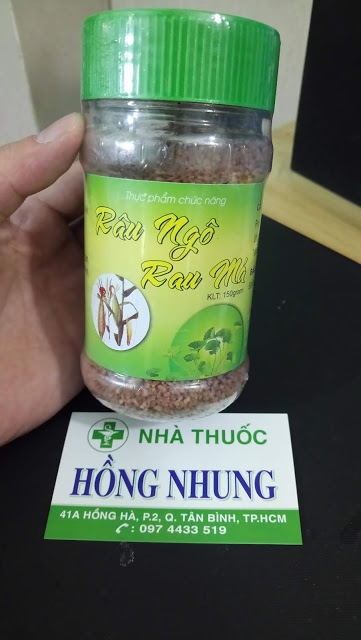 Thực phẩm chức năng
Râu Ngô
Rau Má
KLT: 150gram
NHÀ THUỐC
HỒNG NHUNG
41A HỒNG HÀ, P.2, Q. TÂN BÌNH, TP.HCM
: 097 4433 519